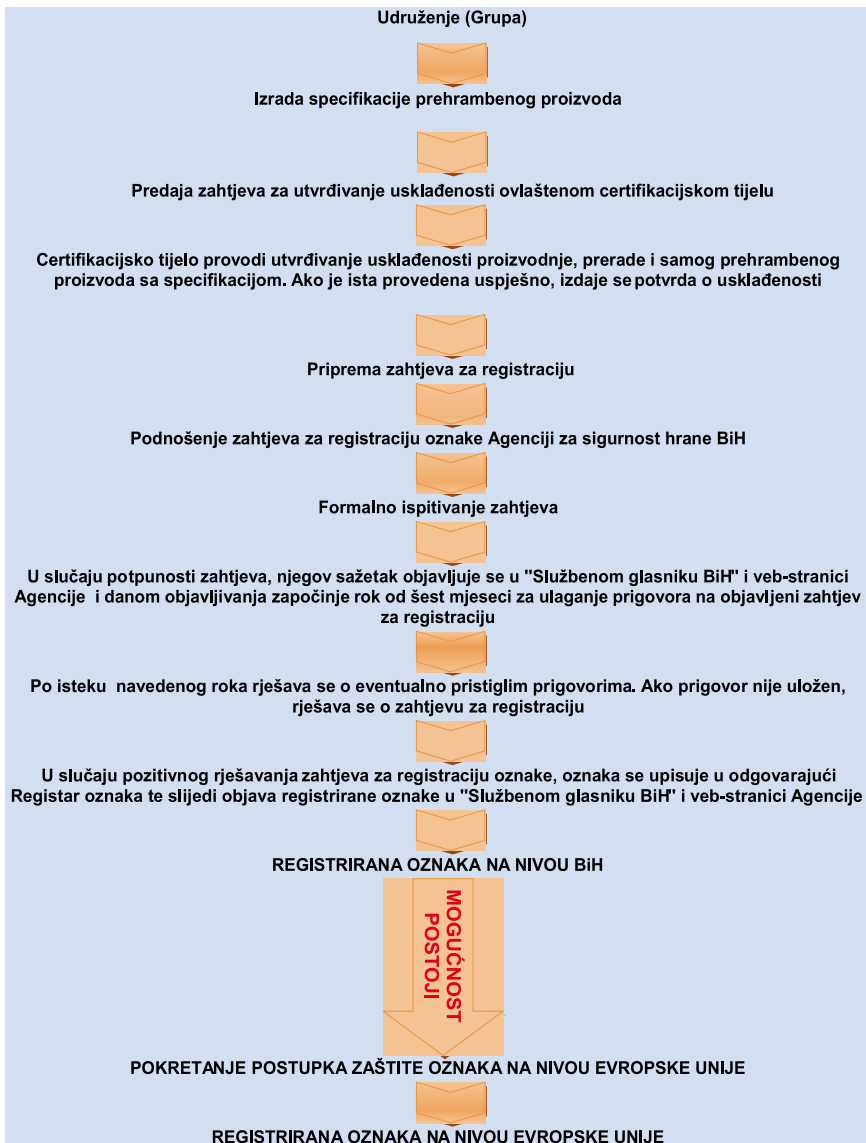 Udruženje (Grupa)
Izrada specifikacije prehrambenog proizvoda
Predaja zahtjeva za utvrđivanje usklađenosti ovlaštenom certifikacijskom tijelu
Certifikacijsko tijelo provodi utvrđivanje usklađenosti proizvodnje, prerade i samog prehrambenog
proizvoda sa specifikacijom. Ako je ista provedena uspješno, izdaje se potvrda o usklađenosti
Priprema zahtjeva za registraciju
Podnošenje zahtjeva za registraciju oznake Agenciji za sigurnost hrane BiH
Formalno ispitivanje zahtjeva
U slučaju potpunosti zahtjeva, njegov sažetak objavljuje se u "Službenom glasniku BiH" i veb-stranici
Agencije i danom objavljivanja započinje rok od šest mjeseci za ulaganje prigovora na objavljeni zahtjev
za registraciju
Po isteku navedenog roka rješava se o eventualno pristiglim prigovorima. Ako prigovor nije uložen,
rješava se o zahtjevu za registraciju
U slučaju pozitivnog rješavanja zahtjeva za registraciju oznake, oznaka se upisuje u odgovarajući
Registar oznaka te slijedi objava registrirane oznake u "Službenom glasniku BiH" i veb-stranici Agencije
REGISTRIRANA OZNAKA NA NIVOU BiH
MOGUĆNOST
POSTOJI
POKRETANJE POSTUPKA ZAŠTITE OZNAKA NA NIVOU EVROPSKE UNIJE
REGISTRIRANA OZNAKA NA NIVOU EVROPSKE UNIJE